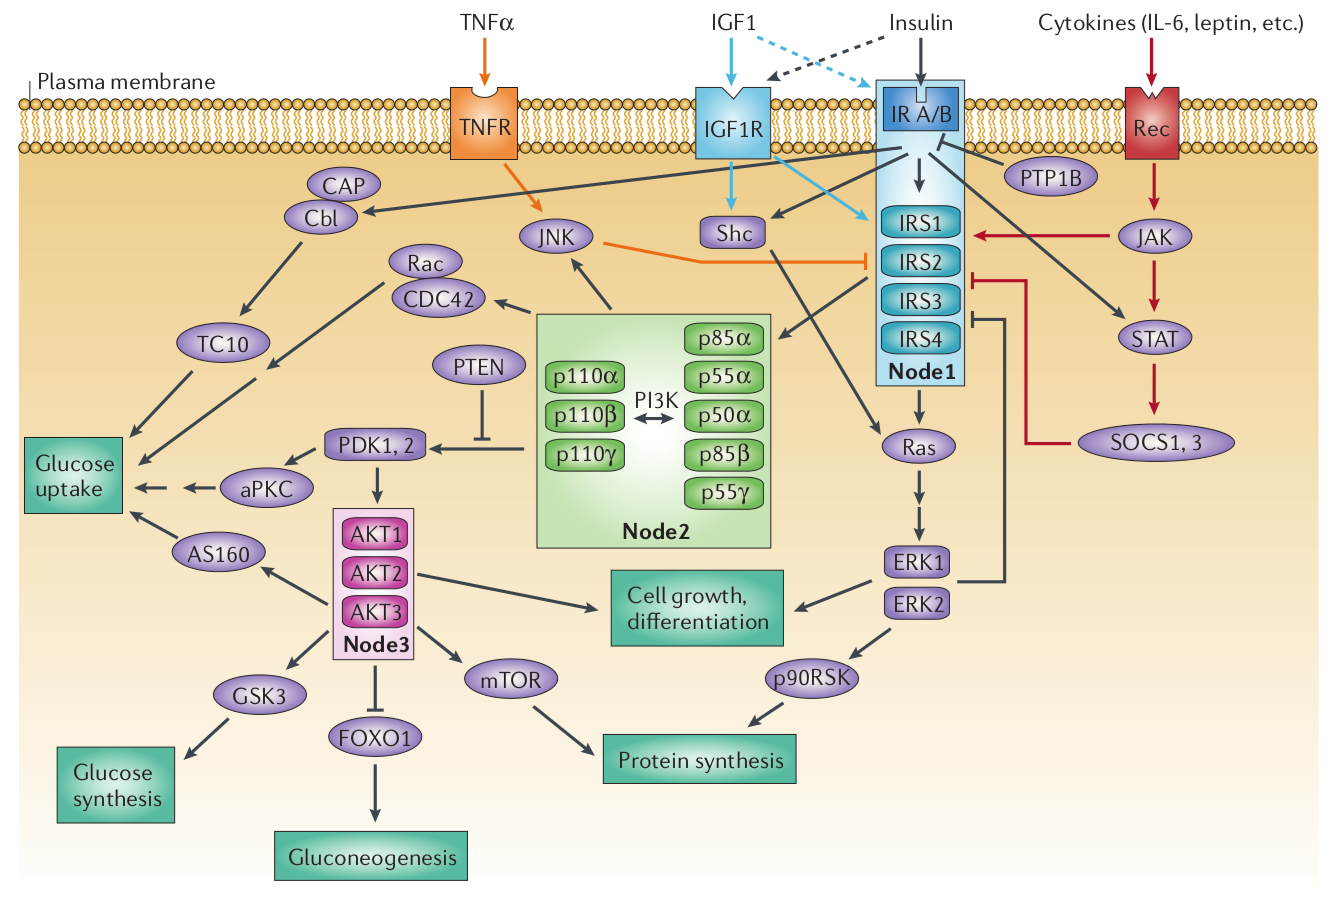 TNFα
IGF1
Insulin
Cytokines (IL-6, leptin, etc.)
Plasma membrane
TNFR
IGF1R
IR A/B
Rec
CAP
Cbl
PTP1B
JNK
Shc
IRS1
JAK
Rac
CDC42
IRS2
IRS3
IRS4
Node1
TC10
PTEN
STAT
p110α
p110β
p110γ
PI3K
p85α
p55α
p50α
p85β
p55γ
Node2
PDK1, 2
Ras
SOCS1, 3
Glucose
uptake
aPKC
AS160
AKT1
AKT2
AKT3
Node3
ERK1
ERK2
Cell growth,
differentiation
GSK3
mTOR
p90RSK
FOXO1
Glucose
synthesis
Protein synthesis
Gluconeogenesis